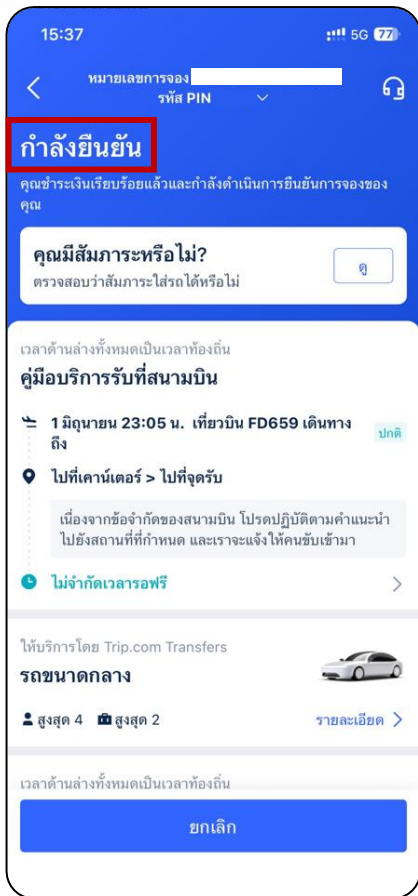 15:37
5G 77
หมายเลขการจอง
รหัส PIN
กำลังยืนยัน
คุณชำระเงินเรียบร้อยแล้วและกำลังดำเนินการยืนยันการจองของ
คุณ
คุณมีสัมภาระหรือไม่?
ตรวจสอบว่าสัมภาระใส่รถได้หรือไม่
ดู
เวลาด้านล่างทั้งหมดเป็นเวลาท้องถิ่น
คู่มือบริการรับที่สนามบิน
1 มิถุนายน 23:05 น. เที่ยวบิน FD659 เดินทาง
ถึง
ปกติ
ไปที่เคาน์เตอร์ > ไปที่จุดรับ
เนื่องจากข้อจำกัดของสนามบิน โปรดปฏิบัติตามคำแนะนำ
ไปยังสถานที่ที่กำหนด และเราจะแจ้งให้คนขับเข้ามา
ไม่จำกัดเวลารอฟรี
ให้บริการโดย Trip.com Transfers
รถขนาดกลาง
สูงสุด 4 สูงสุด 2
รายละเอียด
เวลาด้านล่างทั้งหมดเป็นเวลาท้องถิ่น
ยกเลิก